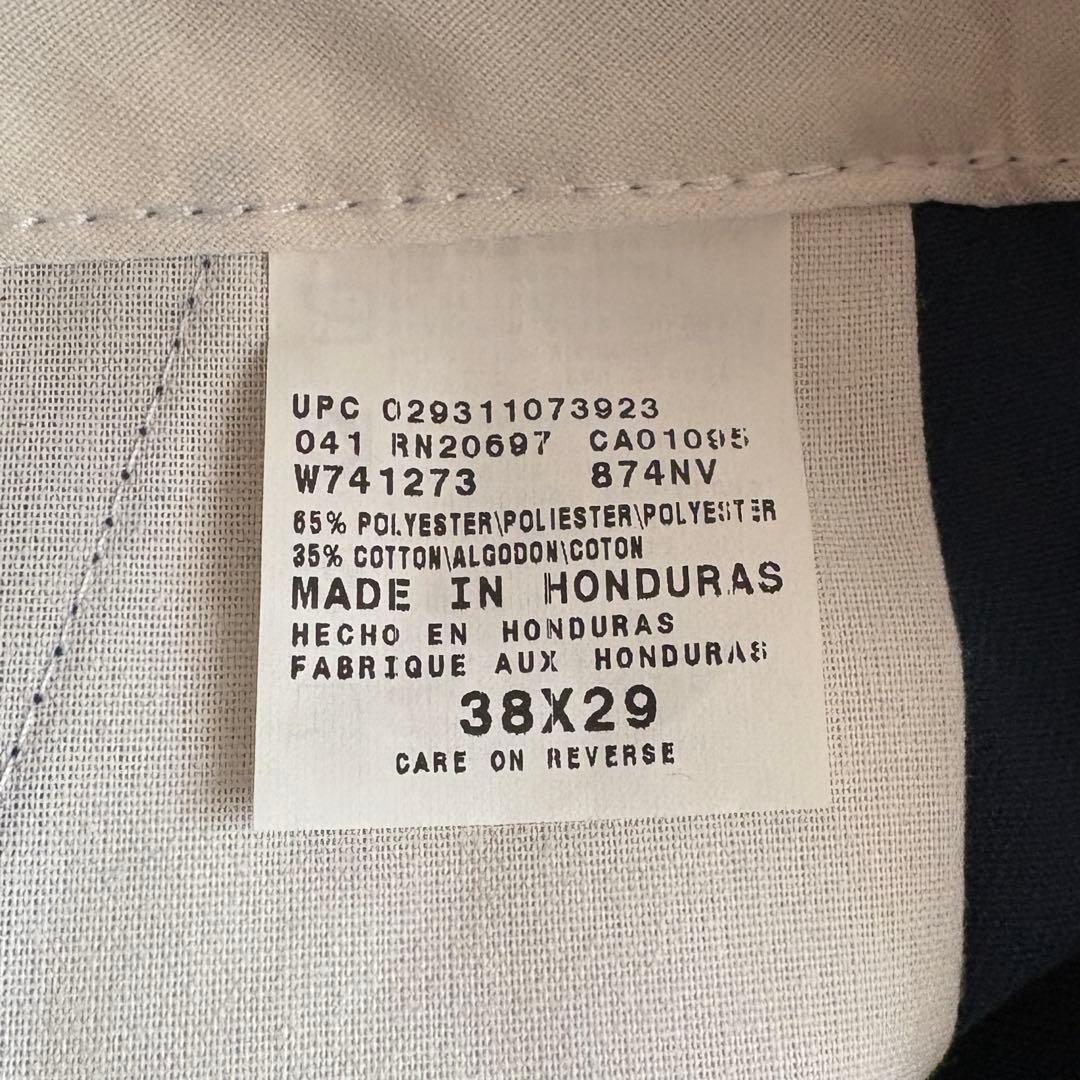 UPC 029311073923
041 RN20697 CA01095
W741273 874NV
65% POLYESTER\POLIESTER\POLYESTER
35% COTTON\ALGODON\COTON
MADE IN HONDURAS
HECHO EN HONDURAS
FABRIQUE AUX HONDURAS
38X29
CARE ON REVERSE